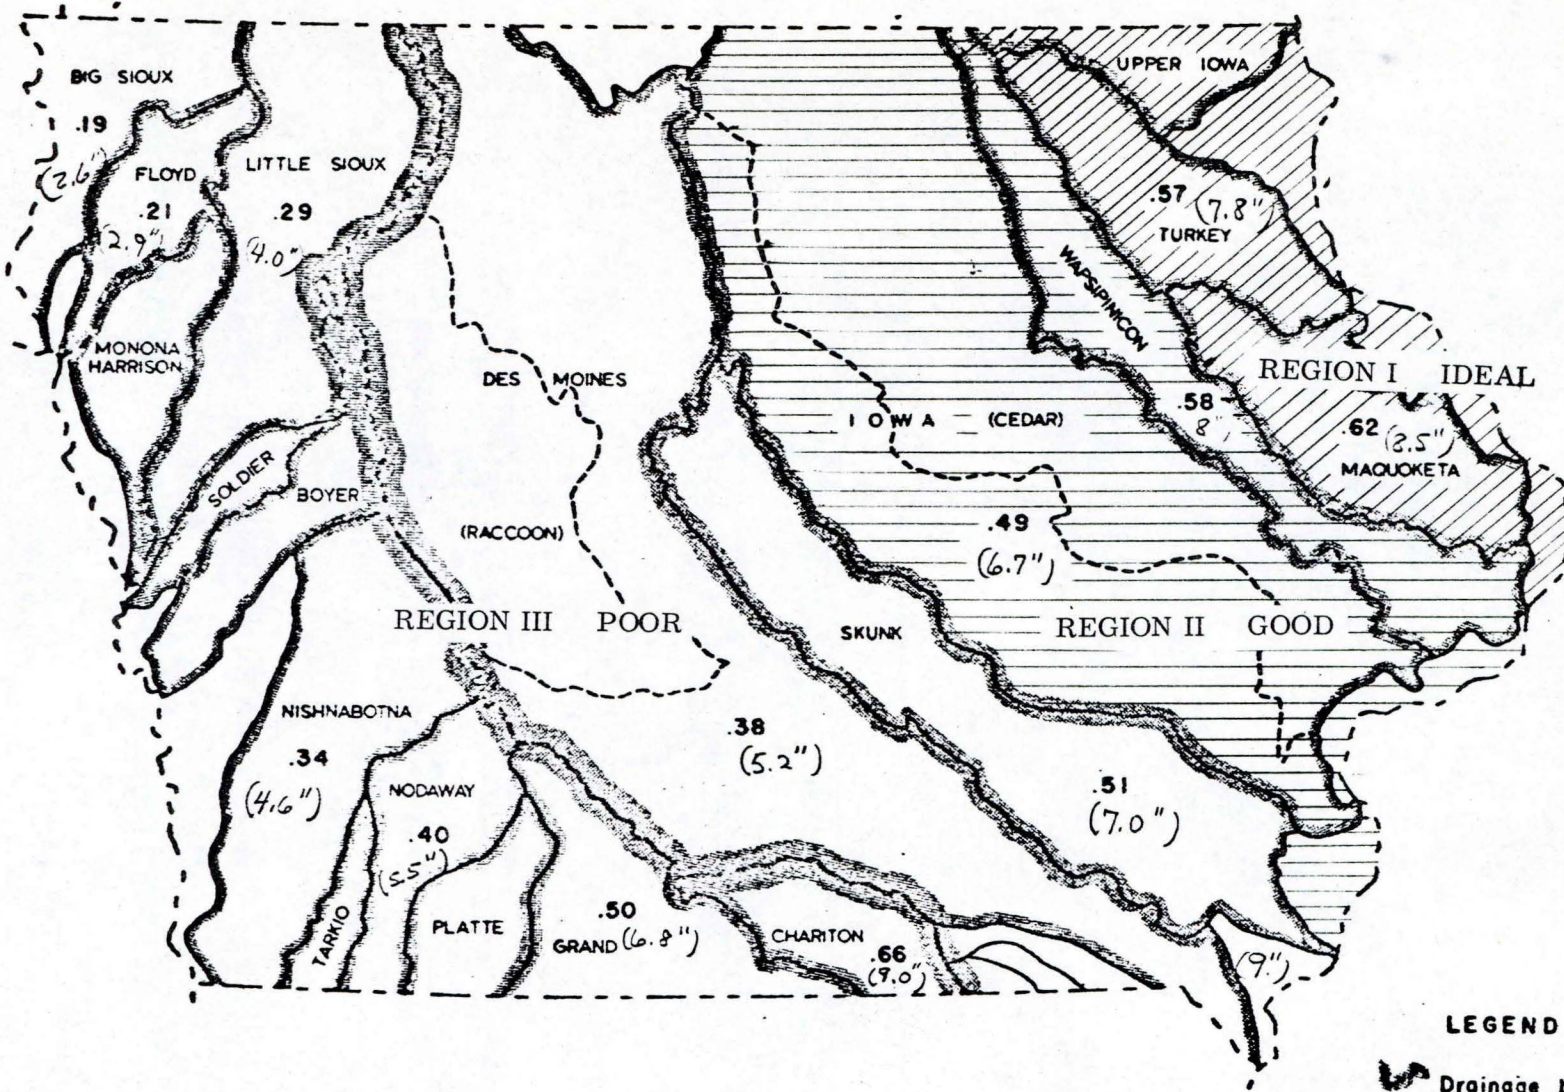 UPPER IOWA
BIG SIOUX
.19
(2.6")
FLOYD
.21
(2.9")
LITTLE SIOUX
.29
(4.0")
.57 (7.8")
TURKEY
WAPSIPINICON
MONONA
HARRISON
DES MOINES
REGION I IDEAL
.58
8"
I O W A (CEDAR)
.62 (8.5")
MAQUOKETA
SOLDIER
BOYER
(RACCOON)
.49
(6.7")
REGION III POOR
SKUNK
REGION II GOOD
NISHNABOTNA
.34
(4.6")
.38
(5.2")
NODAWAY
.40
(5.5")
.51
(7.0")
TARKIO
PLATTE
.50
GRAND (6.8")
CHARITON
.66
(9.0")
(9")
LEGEND
Drainage